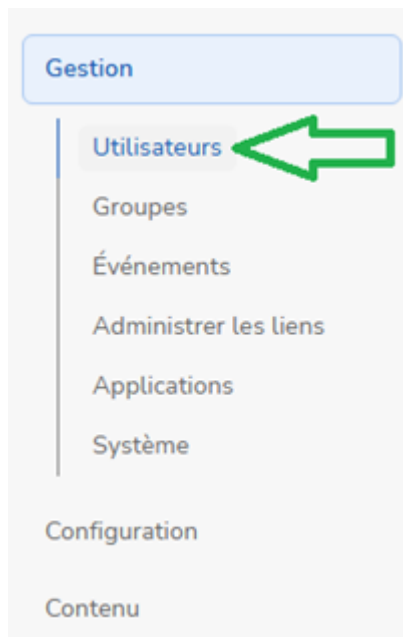 Gestion
Utilisateurs
Groupes
Événements
Administrer les liens
Applications
Système
Configuration
Contenu